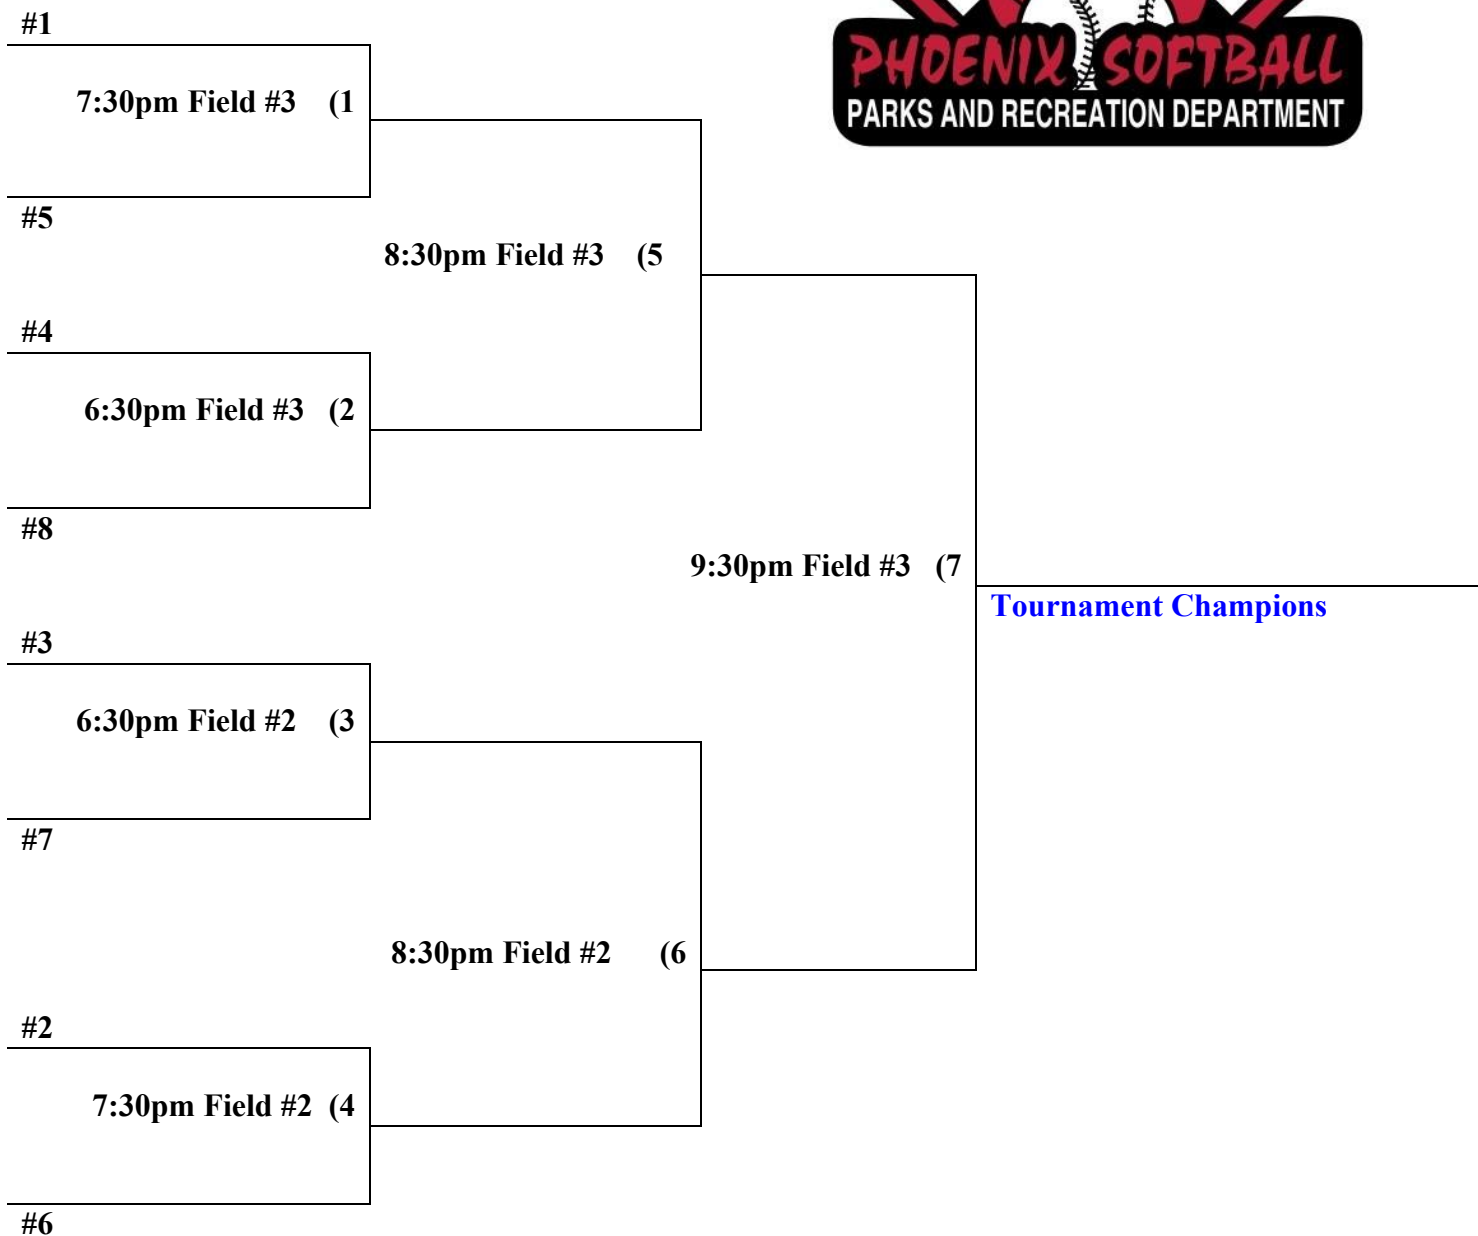 #1
PHOENIX SOFTBALL
7:30pm Field #3 (1
PARKS AND RECREATION DEPARTMENT
#5
8:30pm Field #3 (5
#4
6:30pm Field #3 (2
#8
9:30pm Field #3 (7
Tournament Champions
#3
6:30pm Field #2 (3
#7
8:30pm Field #2 (6
#2
7:30pm Field #2 (4
#6